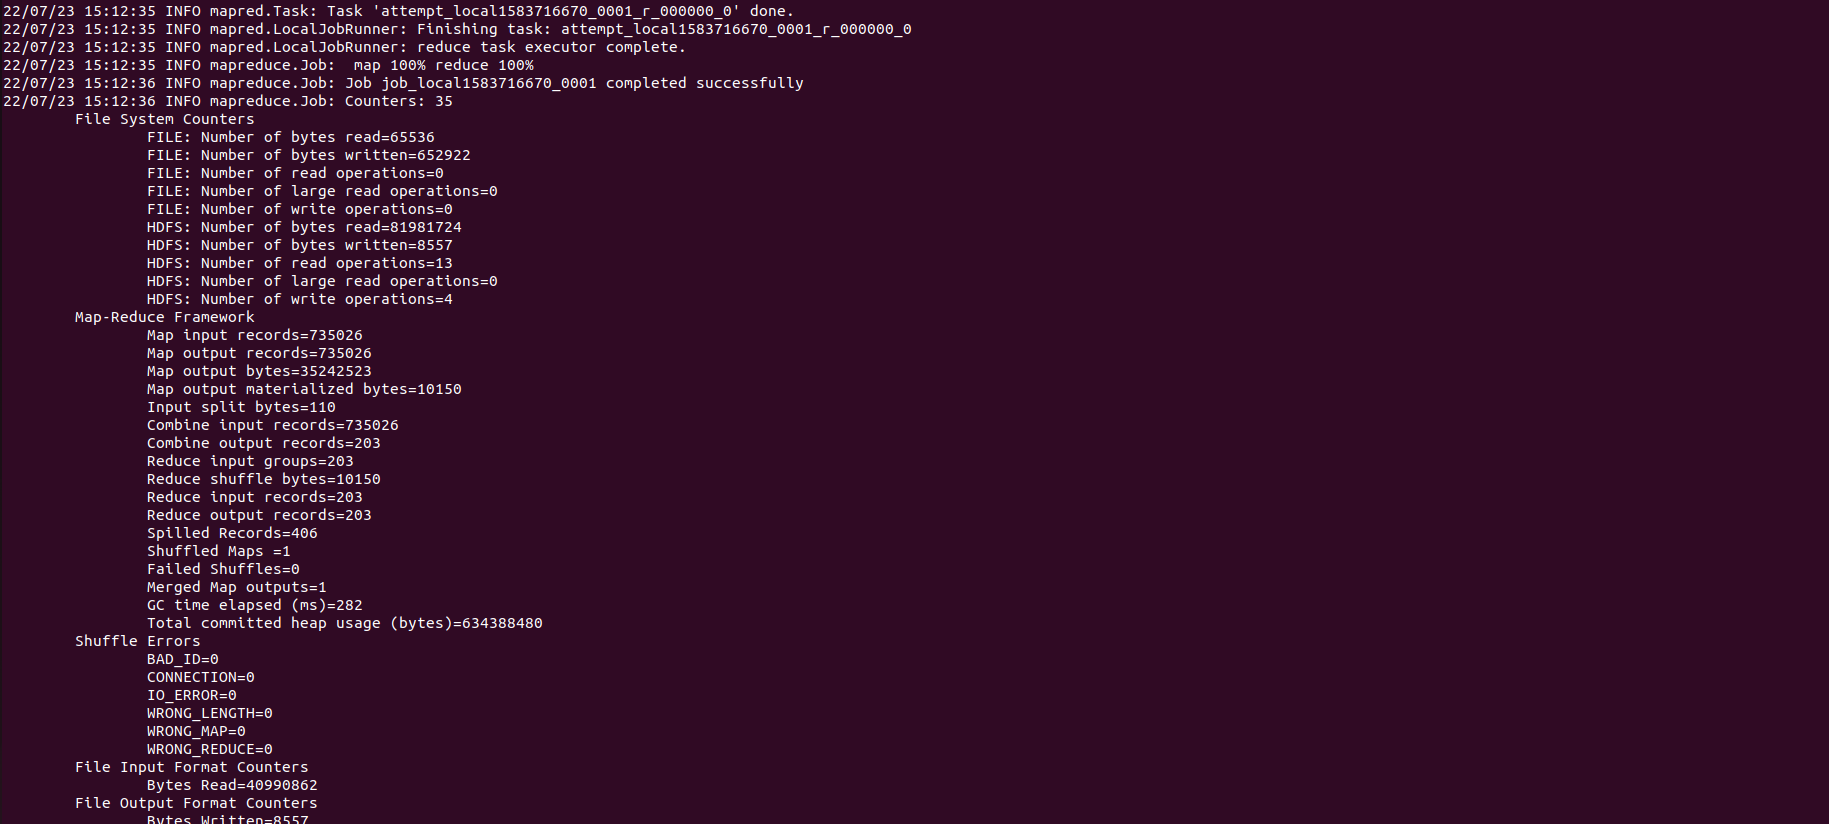 22/07/23 15:12:35 INFO mapred.Task: Task 'attempt_local1583716670_0001_r_000000_0' done.
22/07/23 15:12:35 INFO mapred.LocalJobRunner: Finishing task: attempt_local1583716670_0001_r_000000_0
22/07/23 15:12:35 INFO mapred.LocalJobRunner: reduce task executor complete.
22/07/23 15:12:35 INFO mapreduce.Job:  map 100% reduce 100%
22/07/23 15:12:36 INFO mapreduce.Job: Job job_local1583716670_0001 completed successfully
22/07/23 15:12:36 INFO mapreduce.Job: Counters: 35
File System Counters
FILE: Number of bytes read=65536
FILE: Number of bytes written=652922
FILE: Number of read operations=0
FILE: Number of large read operations=0
FILE: Number of write operations=0
HDFS: Number of bytes read=81981724
HDFS: Number of bytes written=8557
HDFS: Number of read operations=13
HDFS: Number of large read operations=0
HDFS: Number of write operations=4
Map-Reduce Framework
Map input records=735026
Map output records=735026
Map output bytes=35242523
Map output materialized bytes=10150
Input split bytes=110
Combine input records=735026
Combine output records=203
Reduce input groups=203
Reduce shuffle bytes=10150
Reduce input records=203
Reduce output records=203
Spilled Records=406
Shuffled Maps =1
Failed Shuffles=0
Merged Map outputs=1
GC time elapsed (ms)=282
Total committed heap usage (bytes)=634388480
Shuffle Errors
BAD_ID=0
CONNECTION=0
IO_ERROR=0
WRONG_LENGTH=0
WRONG_MAP=0
WRONG_REDUCE=0
File Input Format Counters
Bytes Read=40990862
File Output Format Counters
Bytes Written=8557